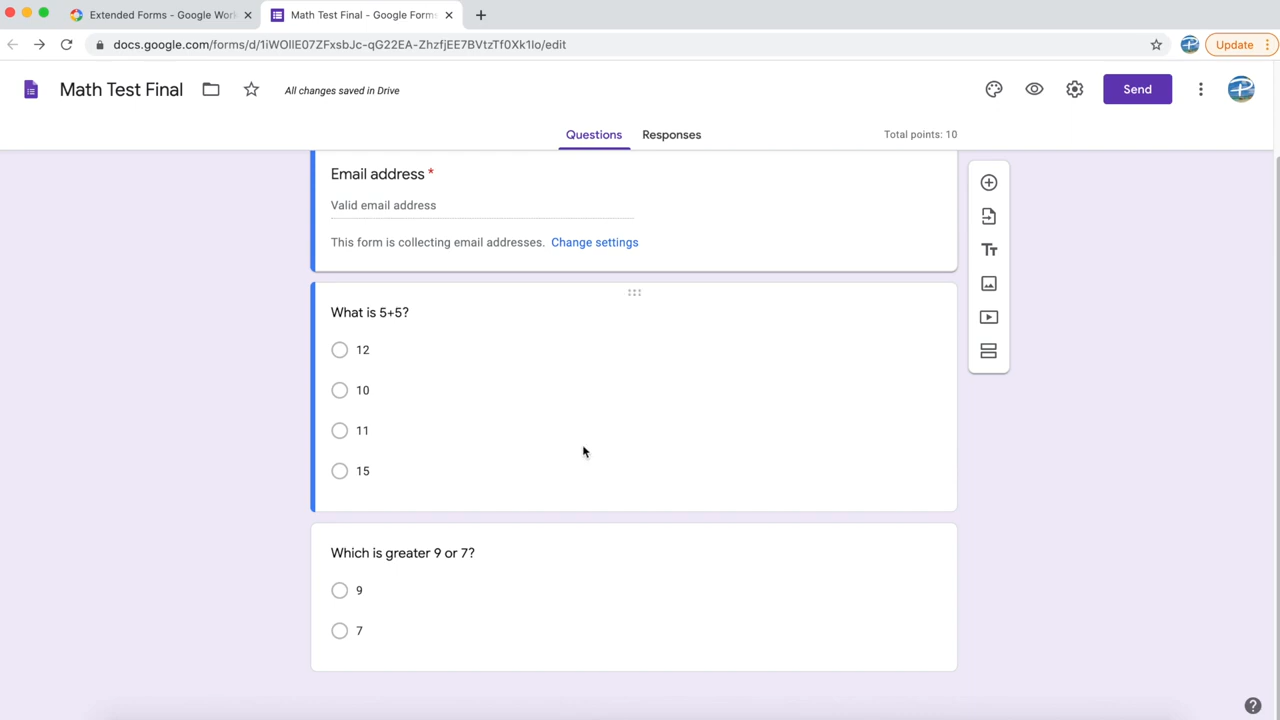 Extended Forms - Google Work
Math Test Final - Google Forms
docs.google.com/forms/d/1iWOIlE07ZFxsbJc-qG22EA-ZhzfjEE7BVtzTf0Xk1lo/edit
Update
Math Test Final
All changes saved in Drive
Send
Questions
Responses
Total points: 10
Email address *
Valid email address
This form is collecting email addresses. Change settings
What is 5+5?
12
10
11
15
Which is greater 9 or 7?
9
7